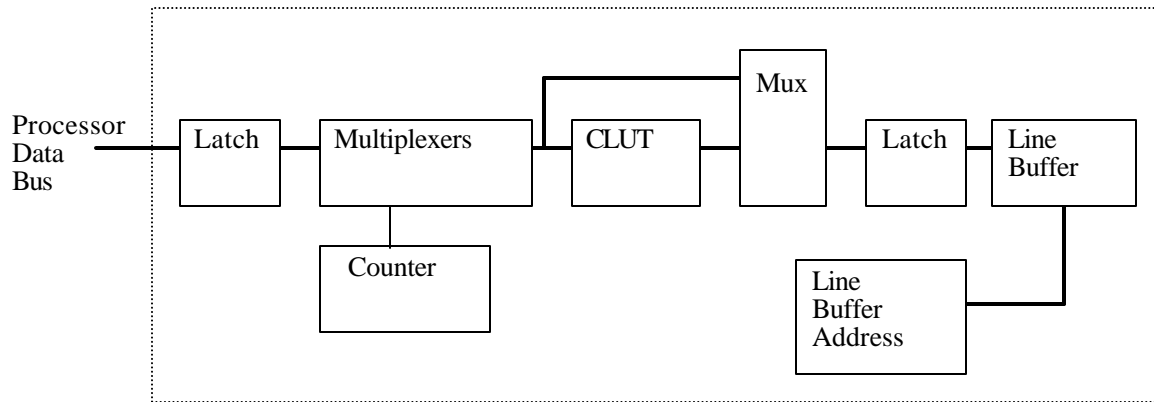 Processor
Data
Bus
Latch
Multiplexers
CLUT
Mux
Latch
Line
Buffer
Counter
Line
Buffer
Address